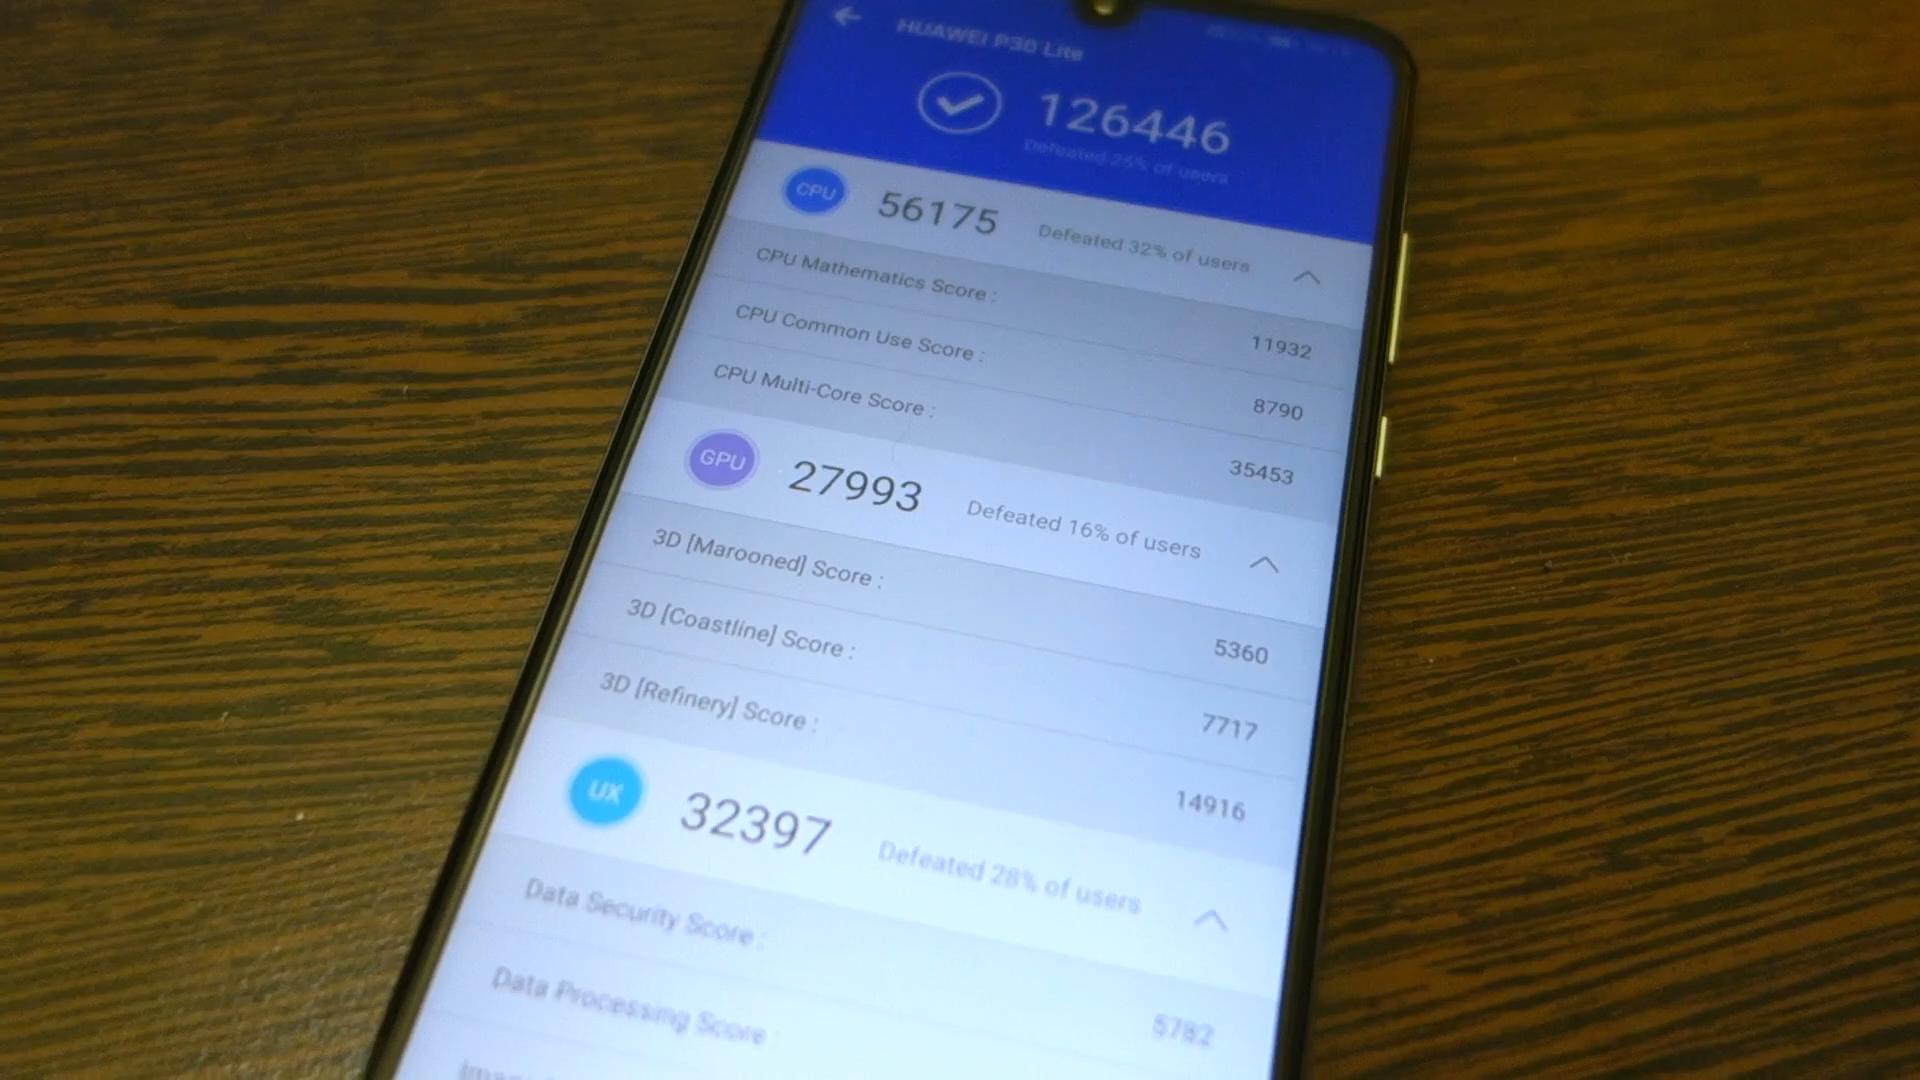 HUAWEI P30 Lite
126446
Defeated 25% of users
CPU 56175 Defeated 32% of users
CPU Mathematics Score : 11932
CPU Common Use Score : 8790
CPU Multi-Core Score : 35453
GPU 27993 Defeated 16% of users
3D [Marooned] Score : 5360
3D [Coastline] Score : 7717
3D [Refinery] Score : 14916
UX 32397 Defeated 28% of users
Data Security Score : 5782
Data Processing Score :